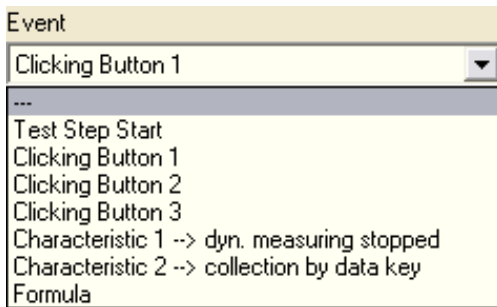 Event
Clicking Button 1
---
Test Step Start
Clicking Button 1
Clicking Button 2
Clicking Button 3
Characteristic 1 --> dyn. measuring stopped
Characteristic 2 --> collection by data key
Formula